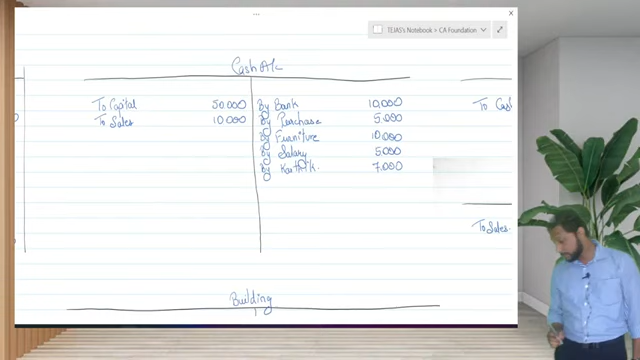 TEJAS's Notebook > CA Foundation
Cash A/c
To Capital 50,000 By Bank 10,000
To Sales 10,000 By Purchase 5,000
By Furniture 10,000
By Salary 5,000
By Karthik. 7,000
To Cash
To Sales.
Building